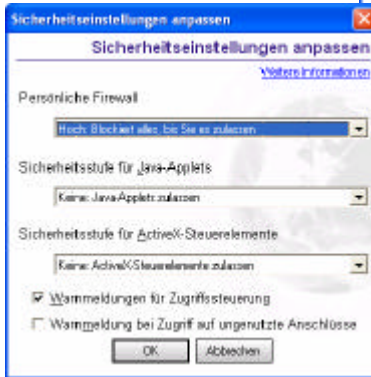 Sicherheitseinstellungen anpassen
Sicherheitseinstellungen anpassen
Weitere Informationen
Persönliche Firewall
Hoch: Blockiert alles, bis Sie es zulassen
Sicherheitsstufe für Java-Applets
Keine: Java-Applets zulassen
Sicherheitsstufe für ActiveX-Steuerelemente
Keine: ActiveX-Steuerelemente zulassen
Warnmeldungen für Zugriffssteuerung
Warnmeldung bei Zugriff auf ungenutzte Anschlüsse
OK Abbrechen